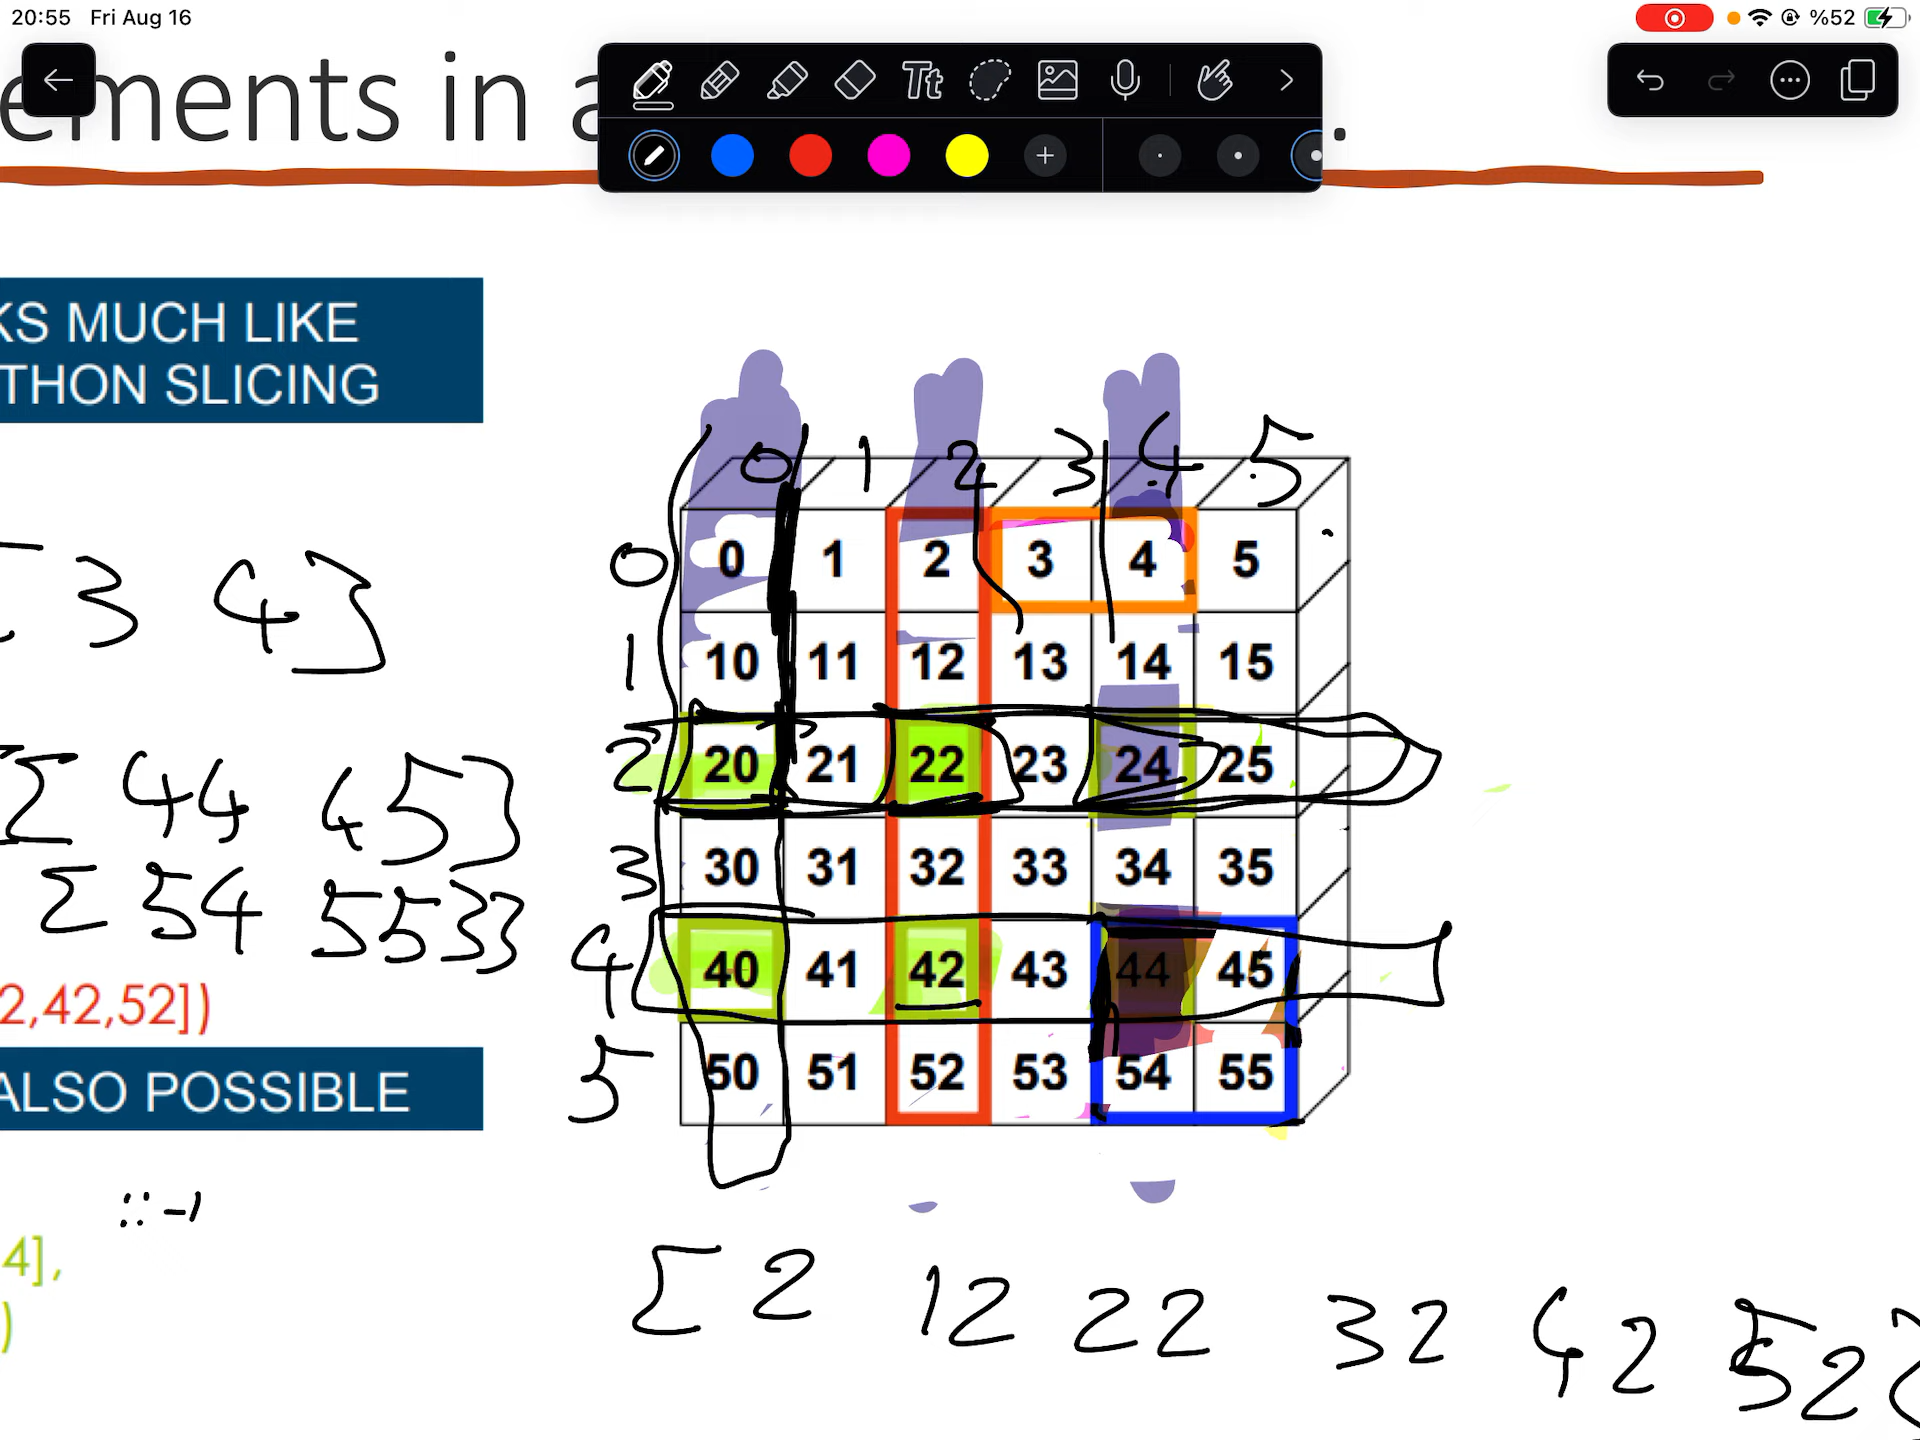 20:55 Fri Aug 16 %52
ements in a .
Tt
KS MUCH LIKE
THON SLICING
0 1 2 3 4 5
0 0 1 2 3 4 5
1 10 11 12 13 14 15
2 20 21 22 23 24 25
3 30 31 32 33 34 35
4 40 41 42 43 44 45
5 50 51 52 53 54 55
[ 3 4]
[ 44 45]
[ 54 55]]
2,42,52])
ALSO POSSIBLE
::-1
4],
)
[ 2 12 22 32 42 52